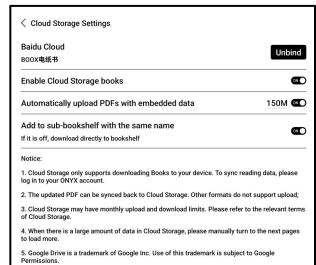 Cloud Storage Settings
Baidu Cloud
BOOX电纸书
Unbind
Enable Cloud Storage books
Automatically upload PDFs with embedded data 150M
Add to sub-bookshelf with the same name
If it is off, download directly to bookshelf
Notice:
1. Cloud Storage only supports downloading Books to your device. To sync reading data, please
log in to your ONYX account.
2. The updated PDF can be synced back to Cloud Storage. Other formats do not support upload;
3. Cloud Storage may have monthly upload and download limits. Please refer to the relevant terms
of Cloud Storage.
4. When there is a large amount of data in Cloud Storage, please manually turn to the next pages
to load more.
5. Google Drive is a trademark of Google Inc. Use of this trademark is subject to Google
Permissions.